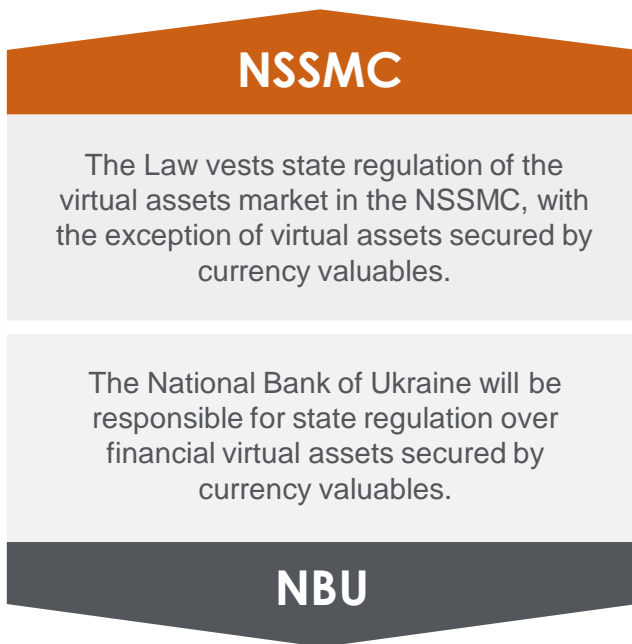 NSSMC
The Law vests state regulation of the
virtual assets market in the NSSMC, with
the exception of virtual assets secured by
currency valuables.
The National Bank of Ukraine will be
responsible for state regulation over
financial virtual assets secured by
currency valuables.
NBU